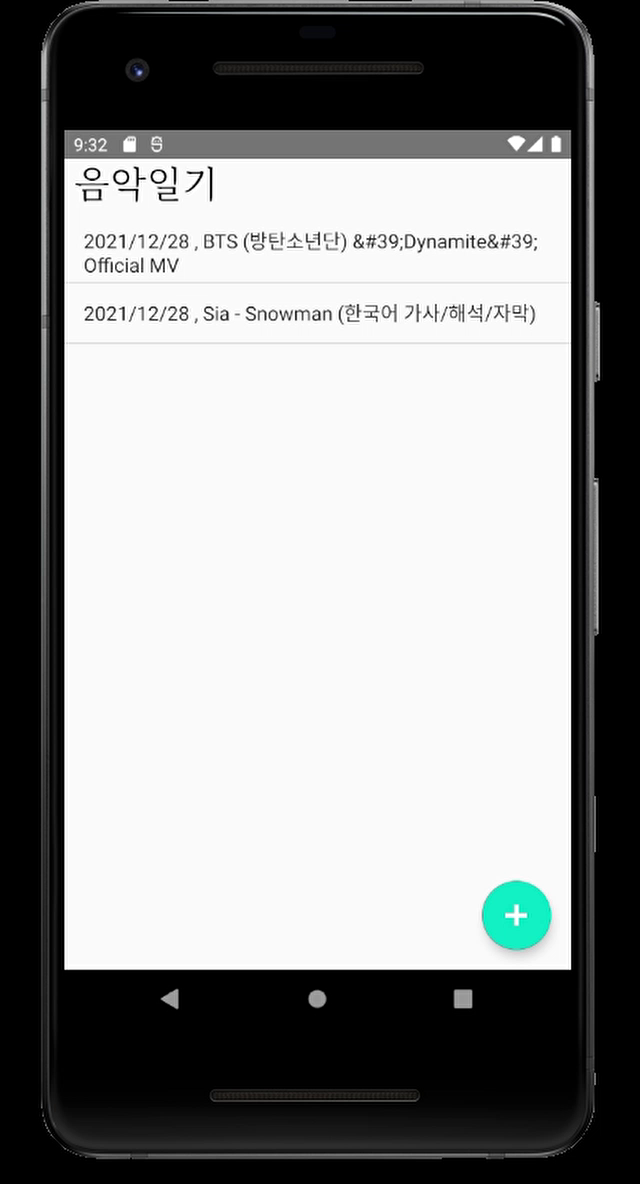 9:32
음악일기
2021/12/28 , BTS (방탄소년단) &#39;Dynamite&#39;
Official MV
2021/12/28 , Sia - Snowman (한국어 가사/해석/자막)